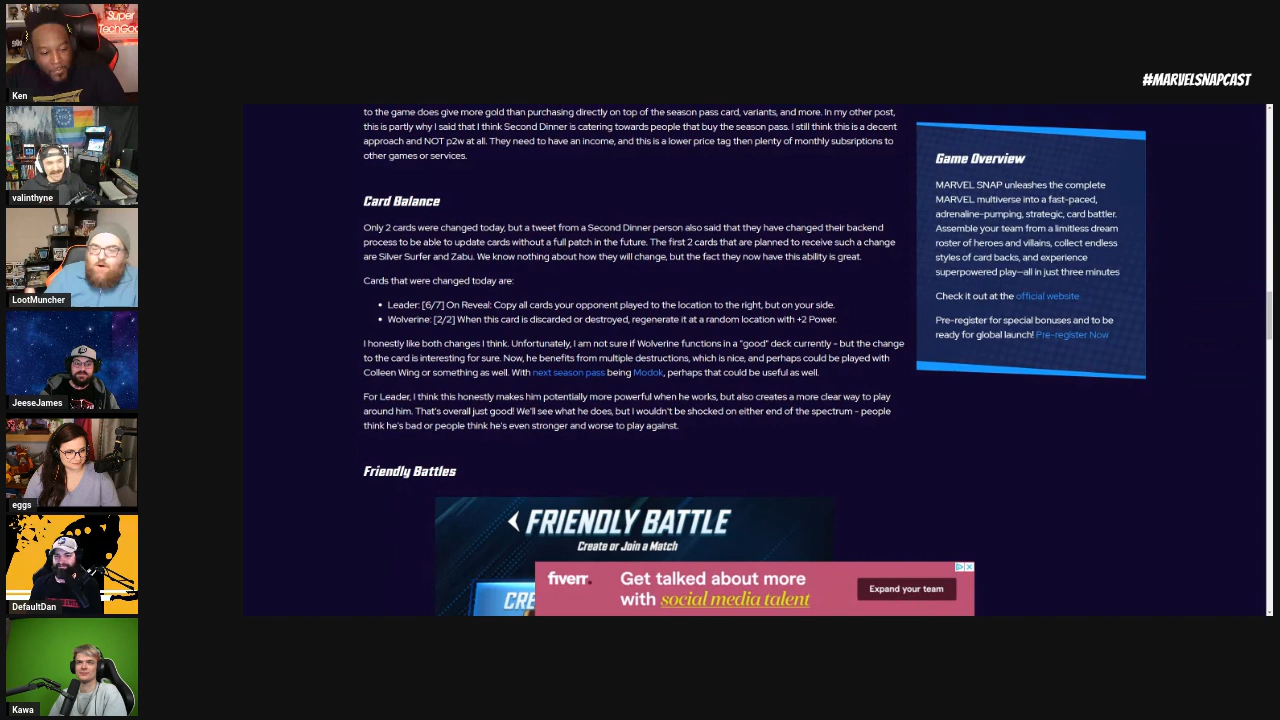 Super
TechGod
Ken
valinthyne
LootMuncher
JeeseJames
eggs
DefaultDan
Kawa
#MARVELSNAPCAST
to the game does give more gold than purchasing directly on top of the season pass card, variants, and more. In my other post,
this is partly why I said that I think Second Dinner is catering towards people that buy the season pass. I still think this is a decent
approach and NOT p2w at all. They need to have an income, and this is a lower price tag then plenty of monthly subsriptions to
other games or services.
Card Balance
Only 2 cards were changed today, but a tweet from a Second Dinner person also said that they have changed their backend
process to be able to update cards without a full patch in the future. The first 2 cards that are planned to receive such a change
are Silver Surfer and Zabu. We know nothing about how they will change, but the fact they now have this ability is great.
Cards that were changed today are:
• Leader: [6/7] On Reveal: Copy all cards your opponent played to the location to the right, but on your side.
• Wolverine: [2/2] When this card is discarded or destroyed, regenerate it at a random location with +2 Power.
I honestly like both changes I think. Unfortunately, I am not sure if Wolverine functions in a "good" deck currently - but the change
to the card is interesting for sure. Now, he benefits from multiple destructions, which is nice, and perhaps could be played with
Colleen Wing or something as well. With next season pass being Modok, perhaps that could be useful as well.
For Leader, I think this honestly makes him potentially more powerful when he works, but also creates a more clear way to play
around him. That's overall just good! We'll see what he does, but I wouldn't be shocked on either end of the spectrum - people
think he's bad or people think he's even stronger and worse to play against.
Friendly Battles
FRIENDLY BATTLE
Create or Join a Match
CRE
fiverr.
Get talked about more
with social media talent
Expand your team
Game Overview
MARVEL SNAP unleashes the complete
MARVEL multiverse into a fast-paced,
adrenaline-pumping, strategic, card battler.
Assemble your team from a limitless dream
roster of heroes and villains, collect endless
styles of card backs, and experience
superpowered play—all in just three minutes
Check it out at the official website
Pre-register for special bonuses and to be
ready for global launch! Pre-register Now